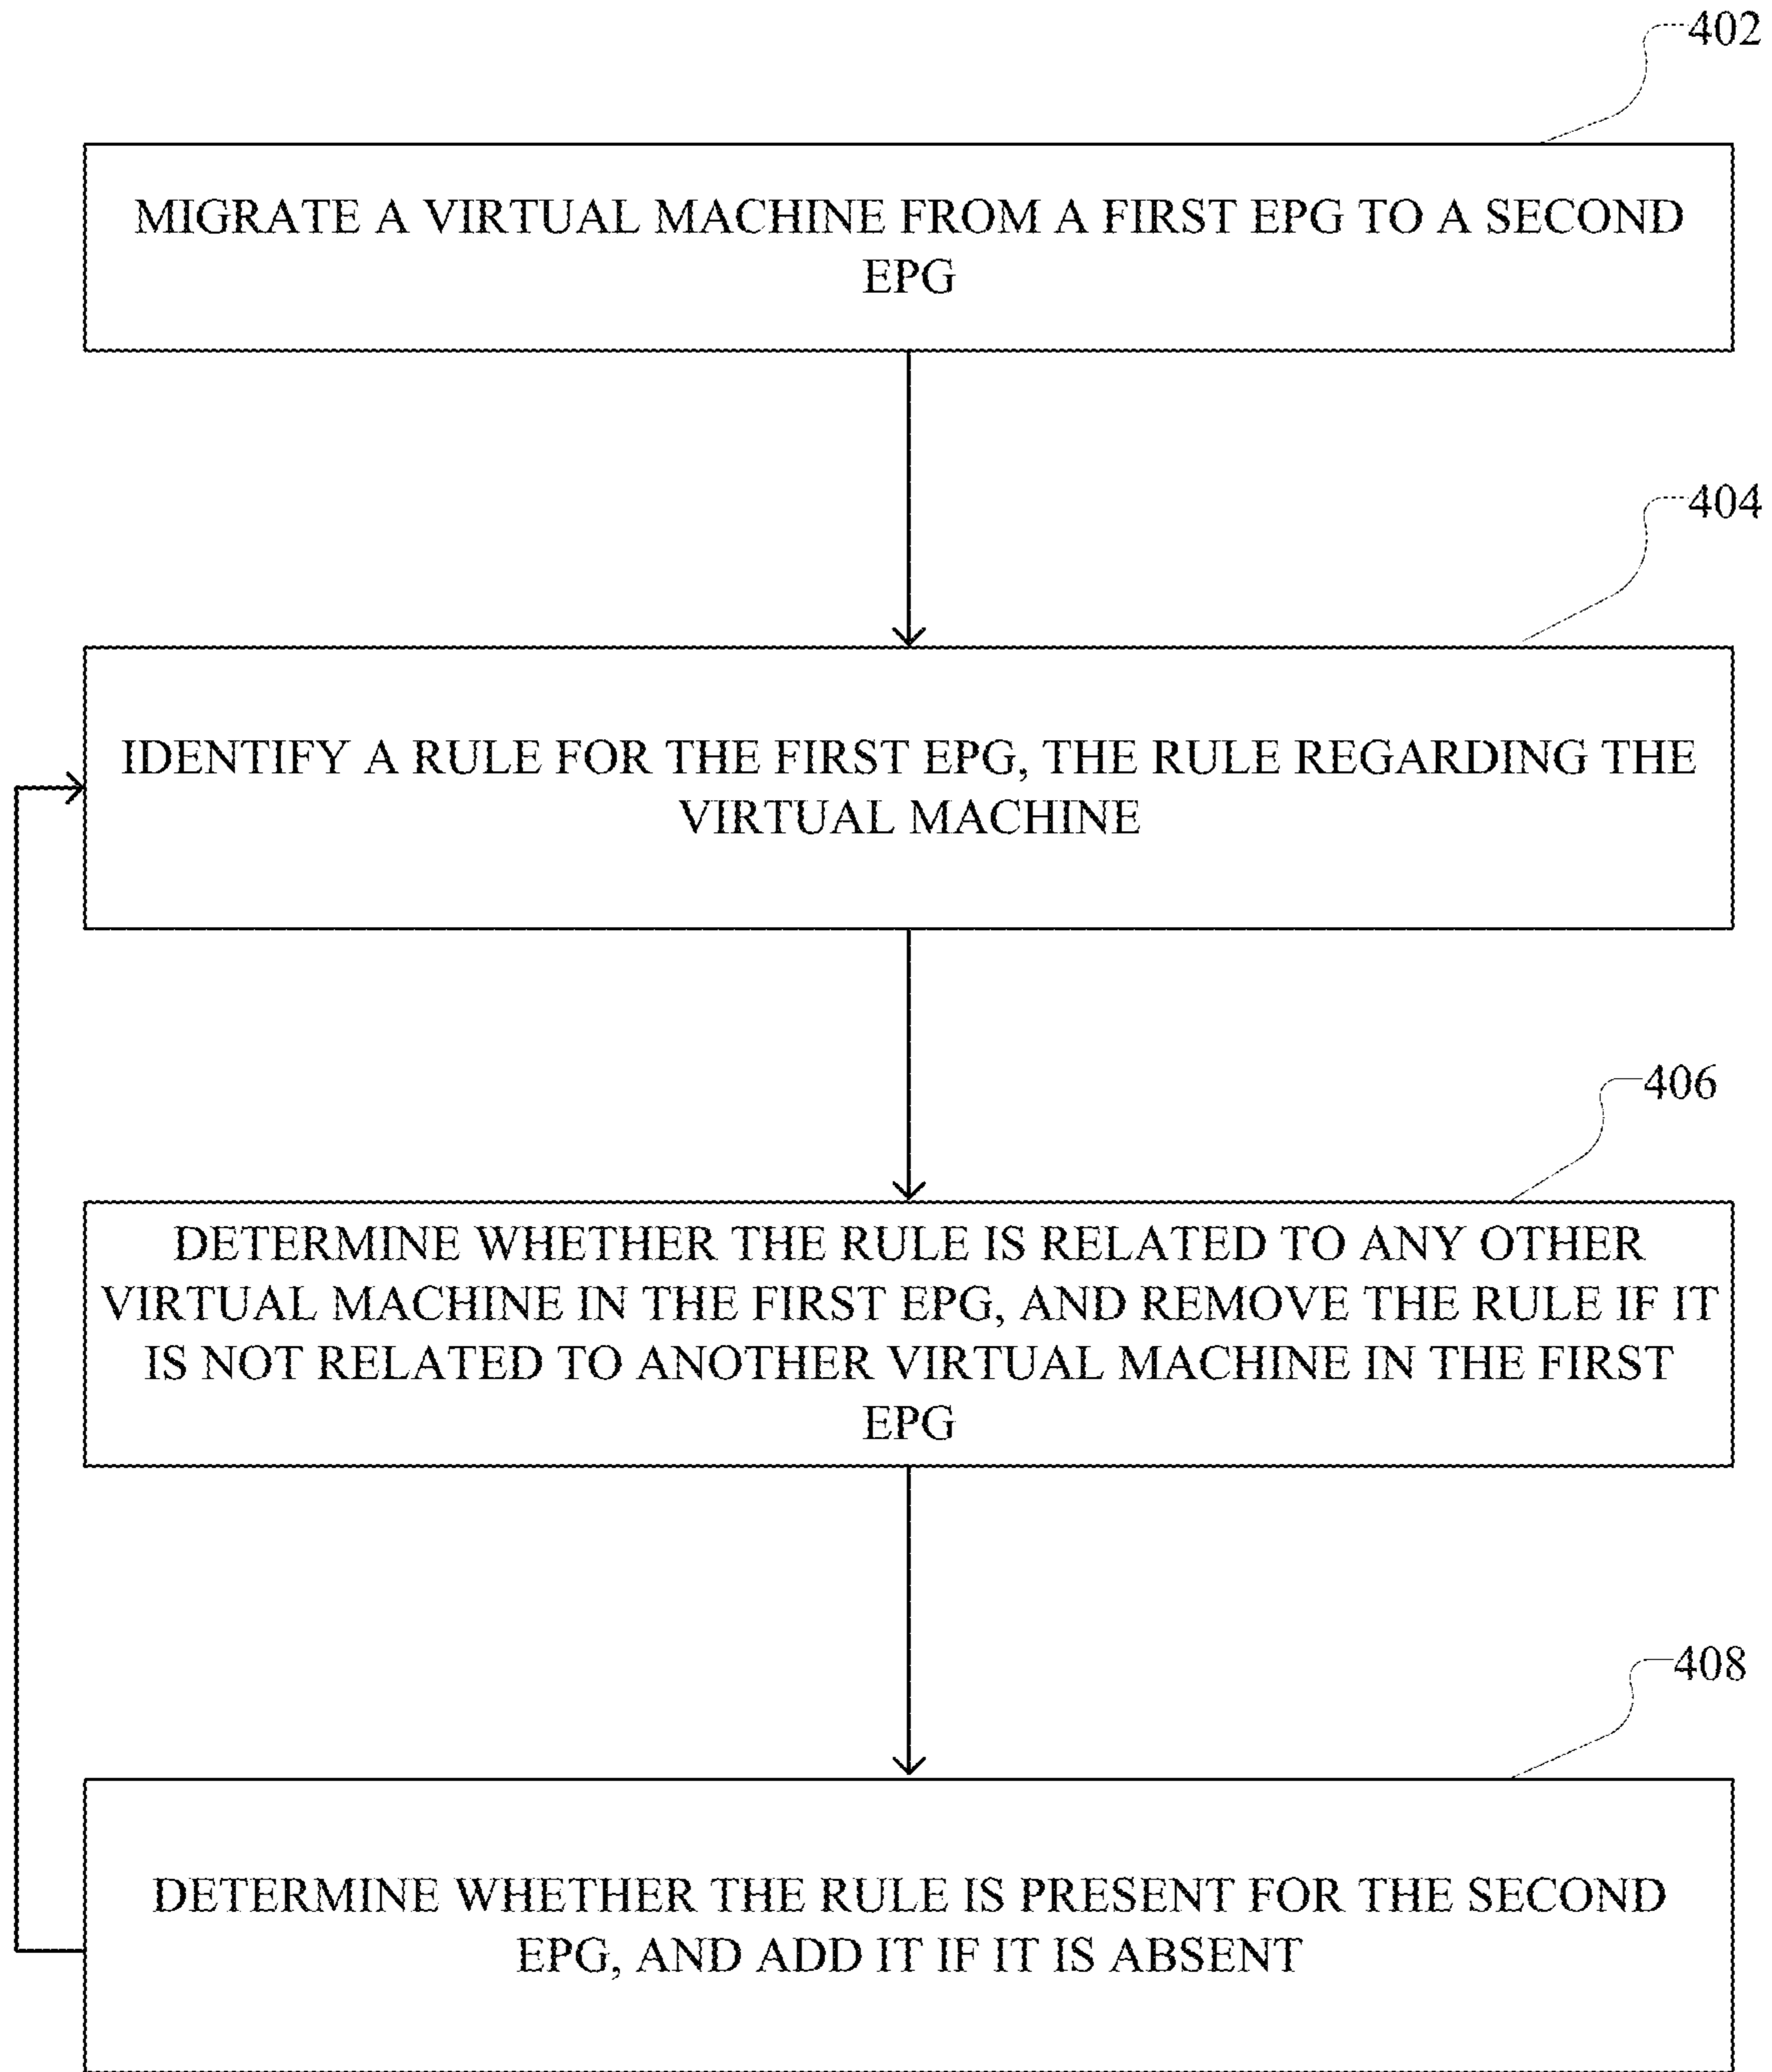 402
MIGRATE A VIRTUAL MACHINE FROM A FIRST EPG TO A SECOND
EPG
404
IDENTIFY A RULE FOR THE FIRST EPG, THE RULE REGARDING THE
VIRTUAL MACHINE
406
DETERMINE WHETHER THE RULE IS RELATED TO ANY OTHER
VIRTUAL MACHINE IN THE FIRST EPG, AND REMOVE THE RULE IF IT
IS NOT RELATED TO ANOTHER VIRTUAL MACHINE IN THE FIRST
EPG
408
DETERMINE WHETHER THE RULE IS PRESENT FOR THE SECOND
EPG, AND ADD IT IF IT IS ABSENT